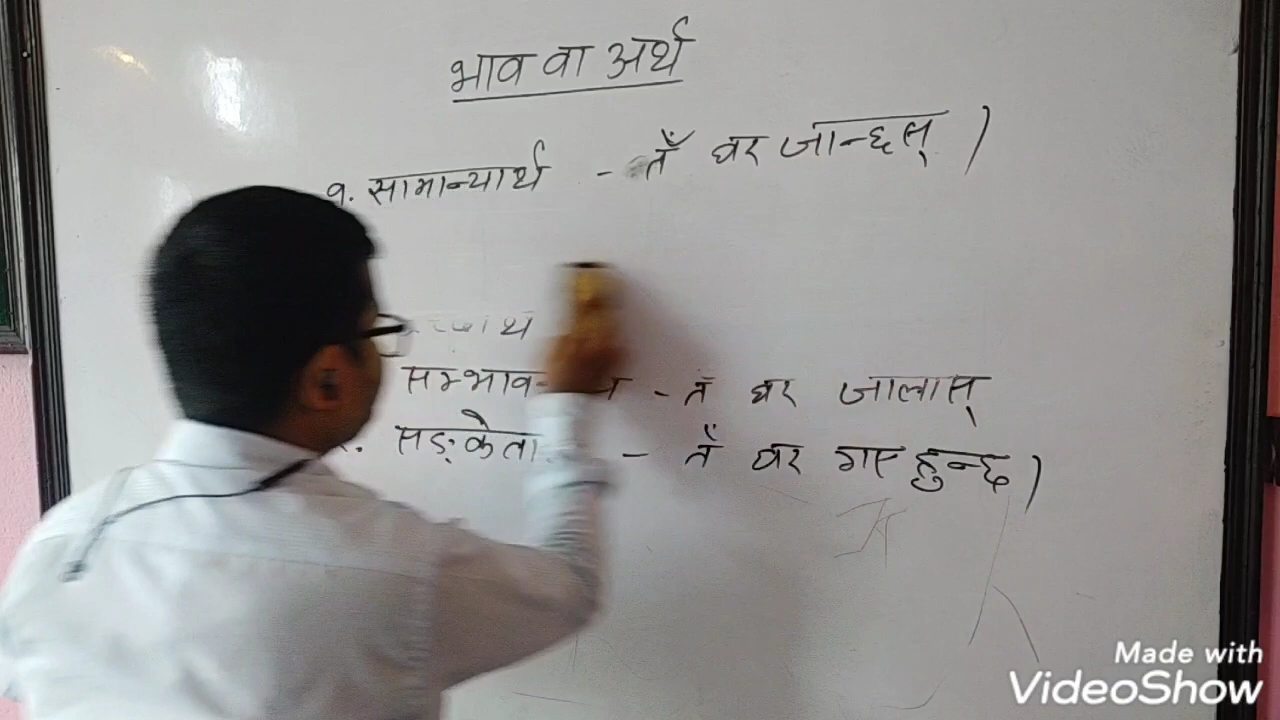 भाव वा अर्थ
१. सामान्यार्थ - तँ घर जान्छस् ।
सम्भाव - तँ घर जालास्
सङ्केता - तँ घर गए हुन्छ ।
Made with
VideoShow